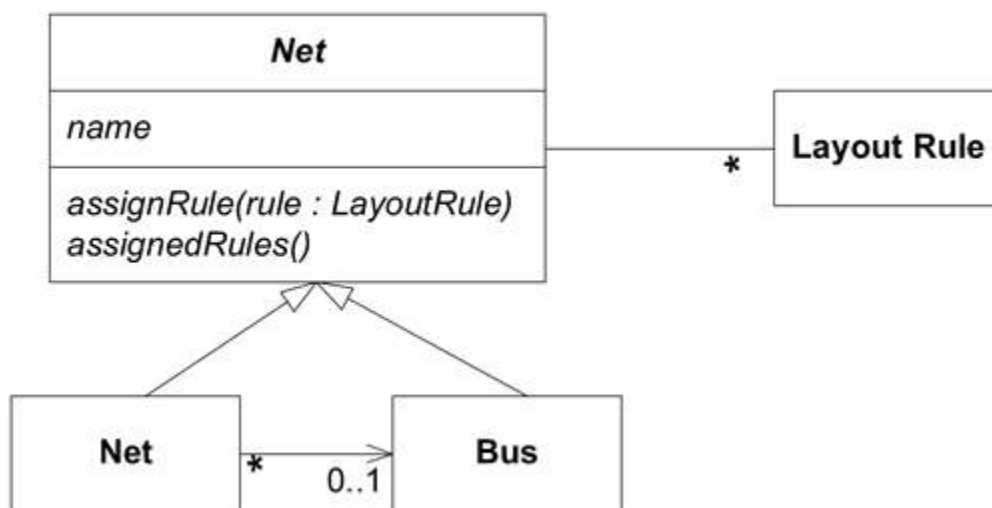 Net
name
Layout Rule
*
assignRule(rule : LayoutRule)
assignedRules()
Net
*
0..1
Bus